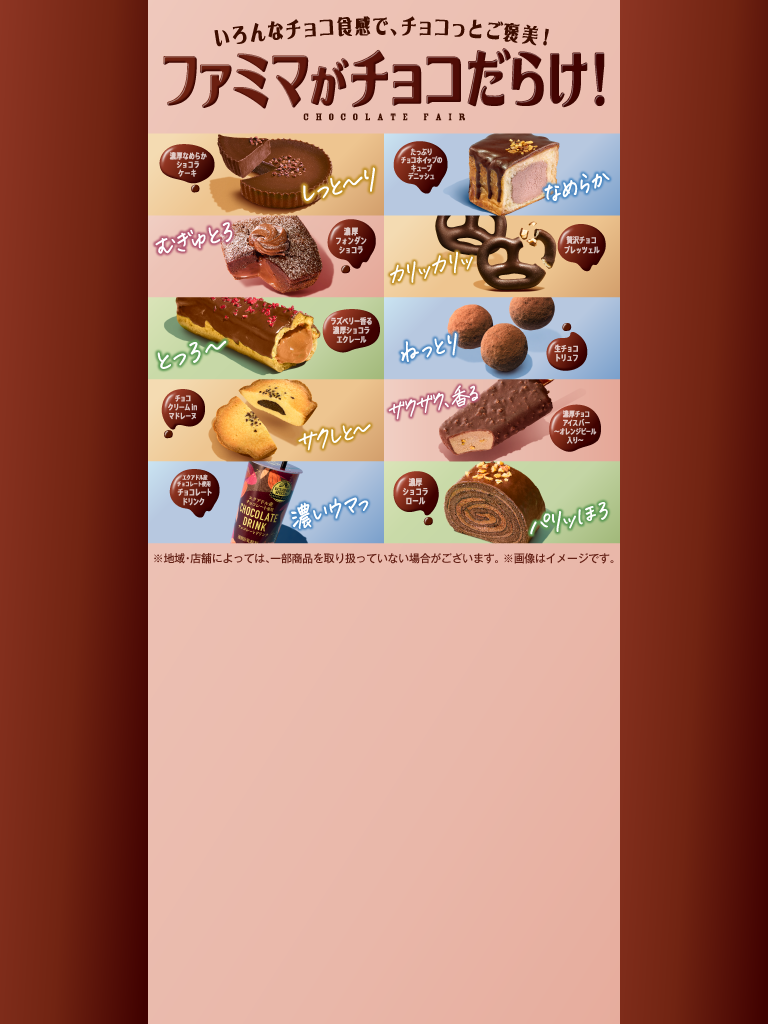 いろんなチョコ食感で、チョコっとご褒美!
ファミマがチョコだらけ!
CHOCOLATE FAIR
濃厚なめらか
ショコラ
ケーキ
しっと〜り
たっぷり
チョコホイップの
キューブ
デニッシュ
なめらか
むぎゅとろ
濃厚
フォンダン
ショコラ
カリッカリッ
贅沢チョコ
プレッツェル
とっろ〜
ラズベリー香る
濃厚ショコラ
エクレール
ねっとり
生チョコ
トリュフ
チョコ
クリームin
マドレーヌ
サクしと〜
ザクザク、香る
濃厚チョコ
アイスバー
〜オレンジピール
入り〜
エクアドル産
チョコレート使用
チョコレート
ドリンク
CHOCOLATE
DRINK
濃いウマっ
濃厚
ショコラ
ロール
パリッほろ
※地域・店舗によっては、一部商品を取り扱っていない場合がございます。※画像はイメージです。